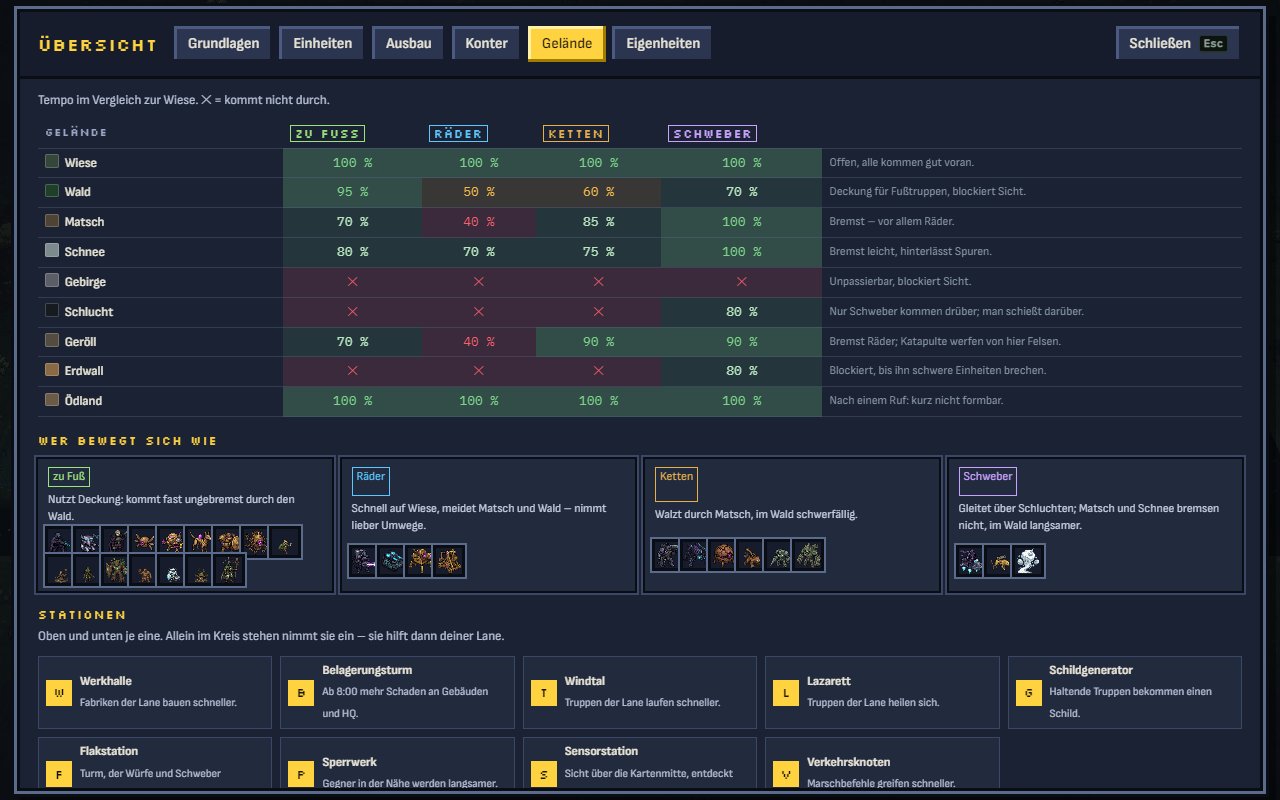 ÜBERSICHT Grundlagen Einheiten Ausbau Konter Gelände Eigenheiten Schließen Esc
Tempo im Vergleich zur Wiese. ✕ = kommt nicht durch.
GELÄNDE ZU FUSS RÄDER KETTEN SCHWEBER
Wiese 100 % 100 % 100 % 100 % Offen, alle kommen gut voran.
Wald 95 % 50 % 60 % 70 % Deckung für Fußtruppen, blockiert Sicht.
Matsch 70 % 40 % 85 % 100 % Bremst – vor allem Räder.
Schnee 80 % 70 % 75 % 100 % Bremst leicht, hinterlässt Spuren.
Gebirge ✕ ✕ ✕ ✕ Unpassierbar, blockiert Sicht.
Schlucht ✕ ✕ ✕ 80 % Nur Schweber kommen drüber; man schießt darüber.
Geröll 70 % 40 % 90 % 90 % Bremst Räder; Katapulte werfen von hier Felsen.
Erdwall ✕ ✕ ✕ 80 % Blockiert, bis ihn schwere Einheiten brechen.
Ödland 100 % 100 % 100 % 100 % Nach einem Ruf: kurz nicht formbar.
WER BEWEGT SICH WIE
zu Fuß
Nutzt Deckung: kommt fast ungebremst durch den
Wald.
Räder
Schnell auf Wiese, meidet Matsch und Wald – nimmt
lieber Umwege.
Ketten
Walzt durch Matsch, im Wald schwerfällig.
Schweber
Gleitet über Schluchten; Matsch und Schnee bremsen
nicht, im Wald langsamer.
STATIONEN
Oben und unten je eine. Allein im Kreis stehen nimmt sie ein – sie hilft dann deiner Lane.
W Werkhalle
Fabriken der Lane bauen schneller.
B Belagerungsturm
Ab 8:00 mehr Schaden an Gebäuden
und HQ.
T Windtal
Truppen der Lane laufen schneller.
L Lazarett
Truppen der Lane heilen sich.
G Schildgenerator
Haltende Truppen bekommen einen
Schild.
F Flakstation
Turm, der Würfe und Schweber
P Sperrwerk
Gegner in der Nähe werden langsamer.
S Sensorstation
Sicht über die Kartenmitte, entdeckt
V Verkehrsknoten
Marschbefehle greifen schneller.